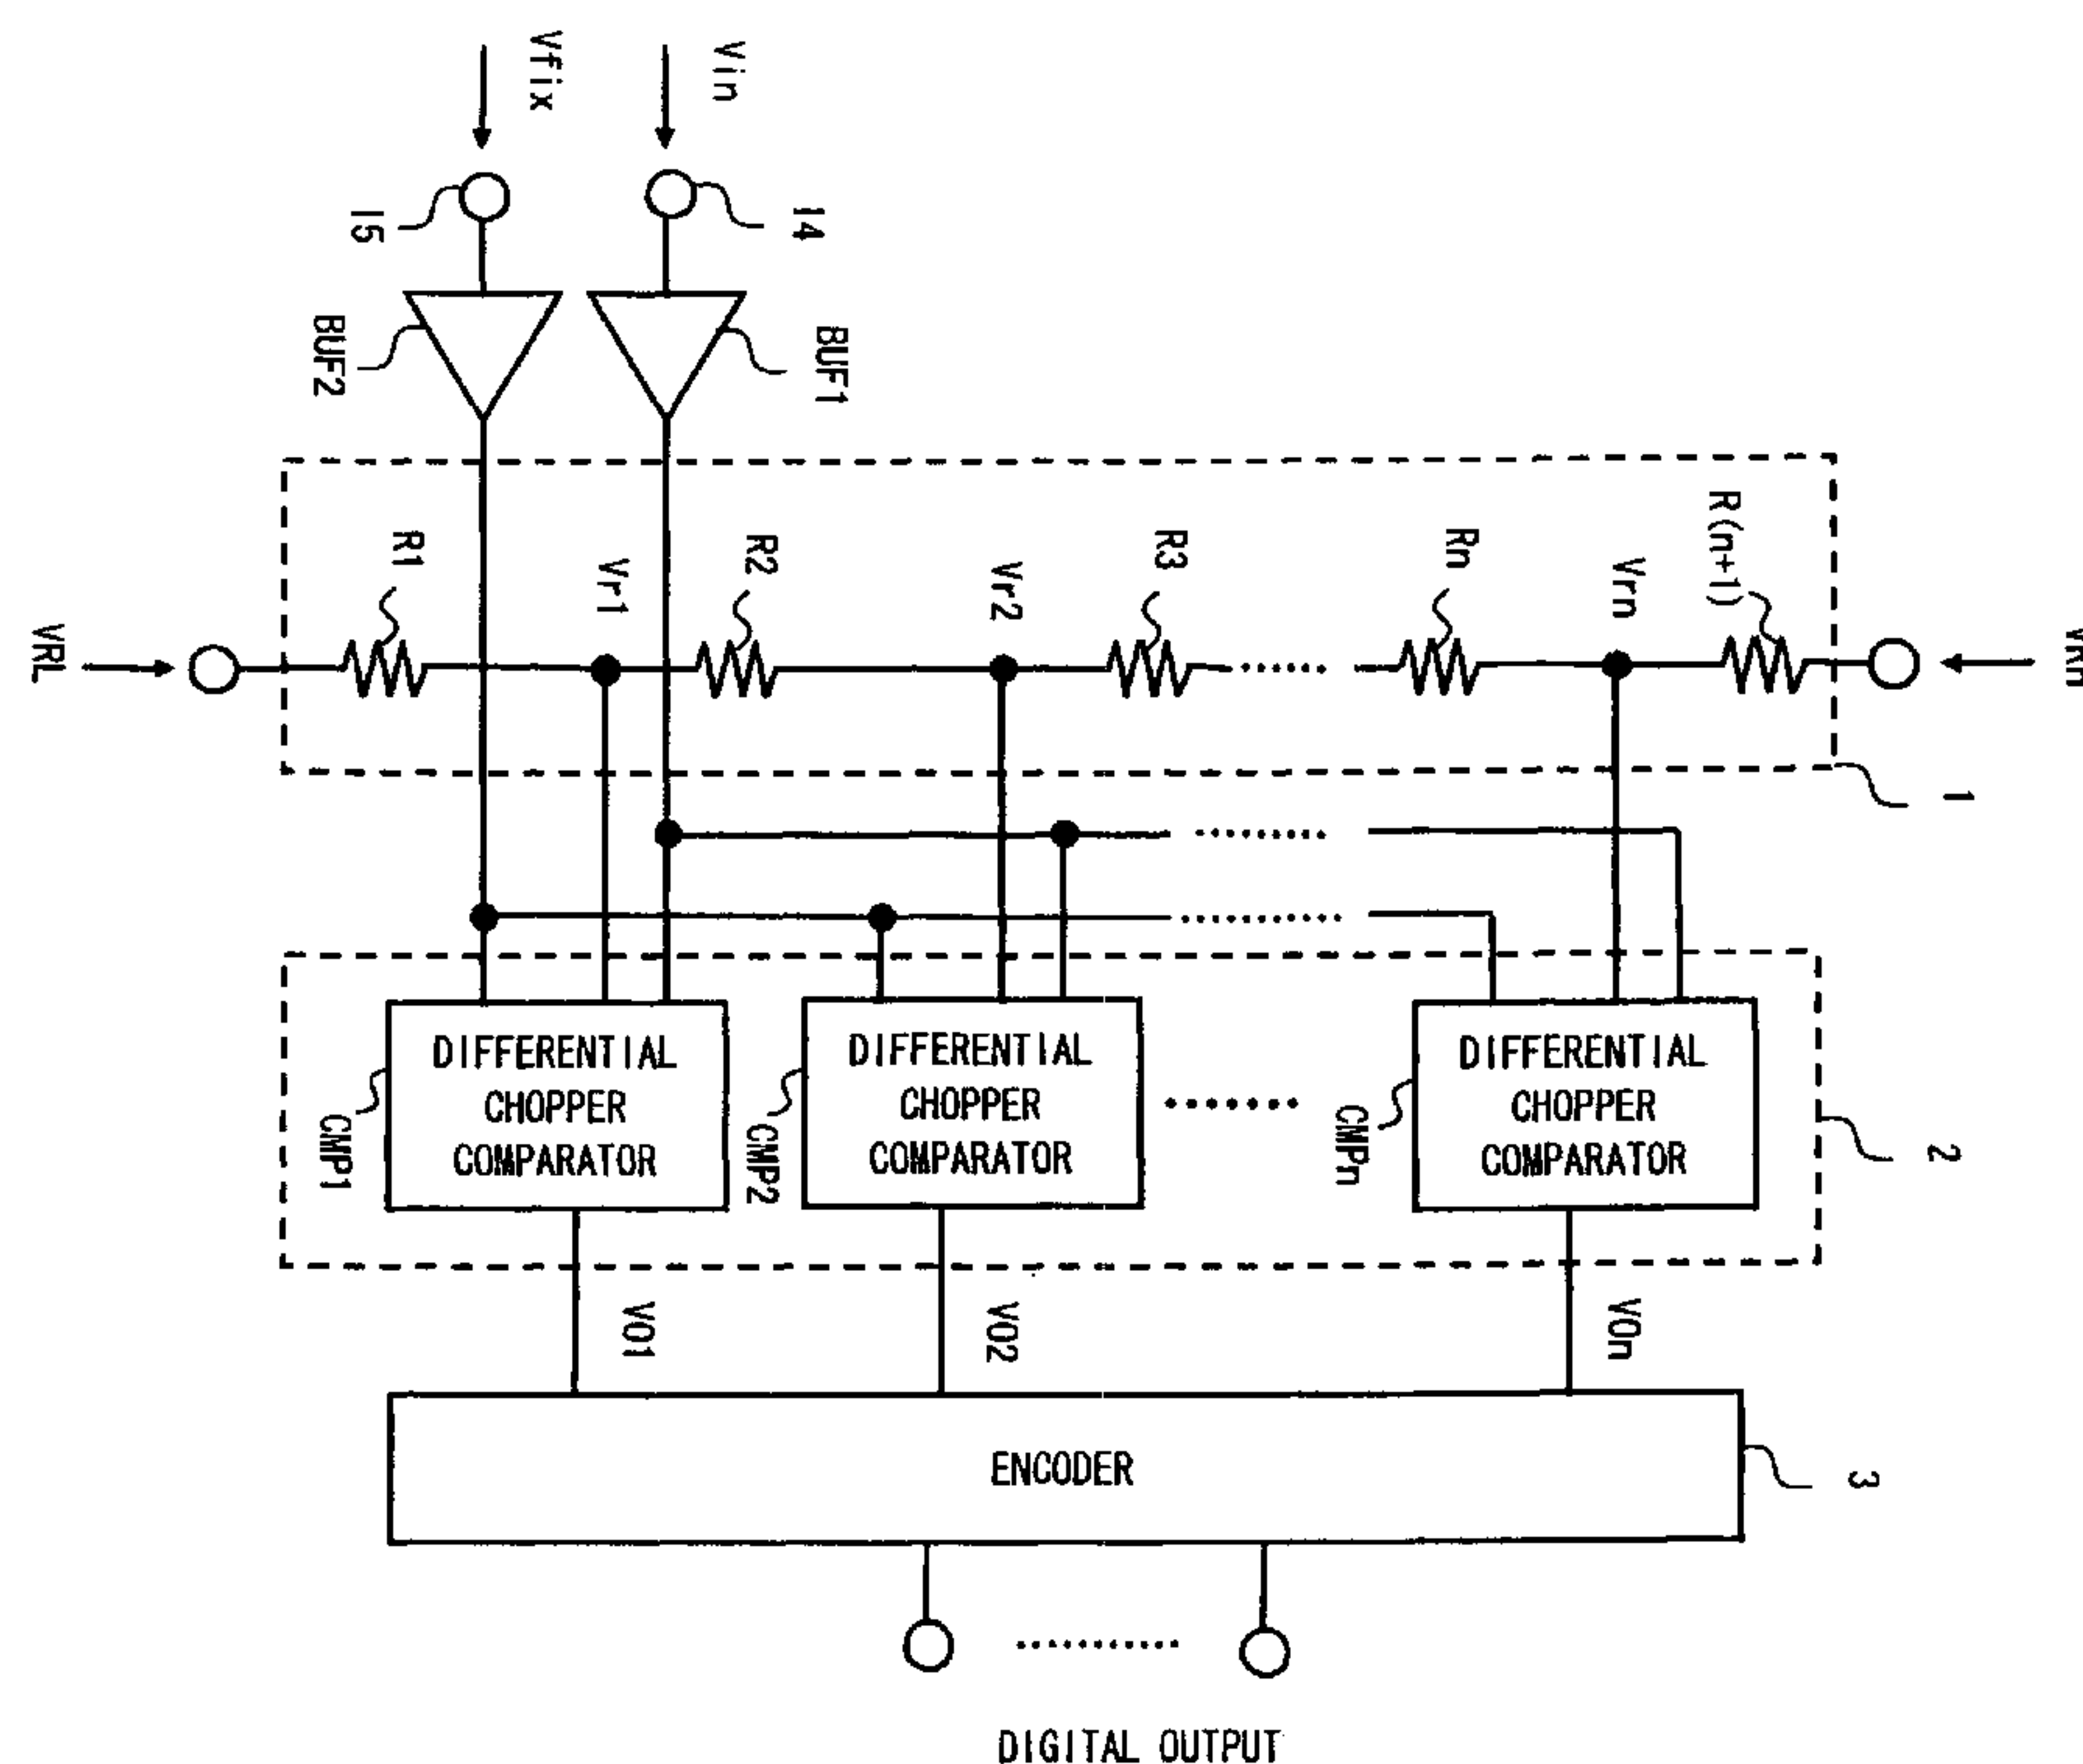 Vfix
Vin
15
14
BUF2
BUF1
R1
Vr1
R2
Vr2
R3
Rn
Vrn
R(n+1)
VRL
1
DIFFERENTIAL
CHOPPER
COMPARATOR
CMP1
DIFFERENTIAL
CHOPPER
COMPARATOR
CMP2
DIFFERENTIAL
CHOPPER
COMPARATOR
CMPn
2
VO1
VO2
VOn
ENCODER
3
DIGITAL OUTPUT